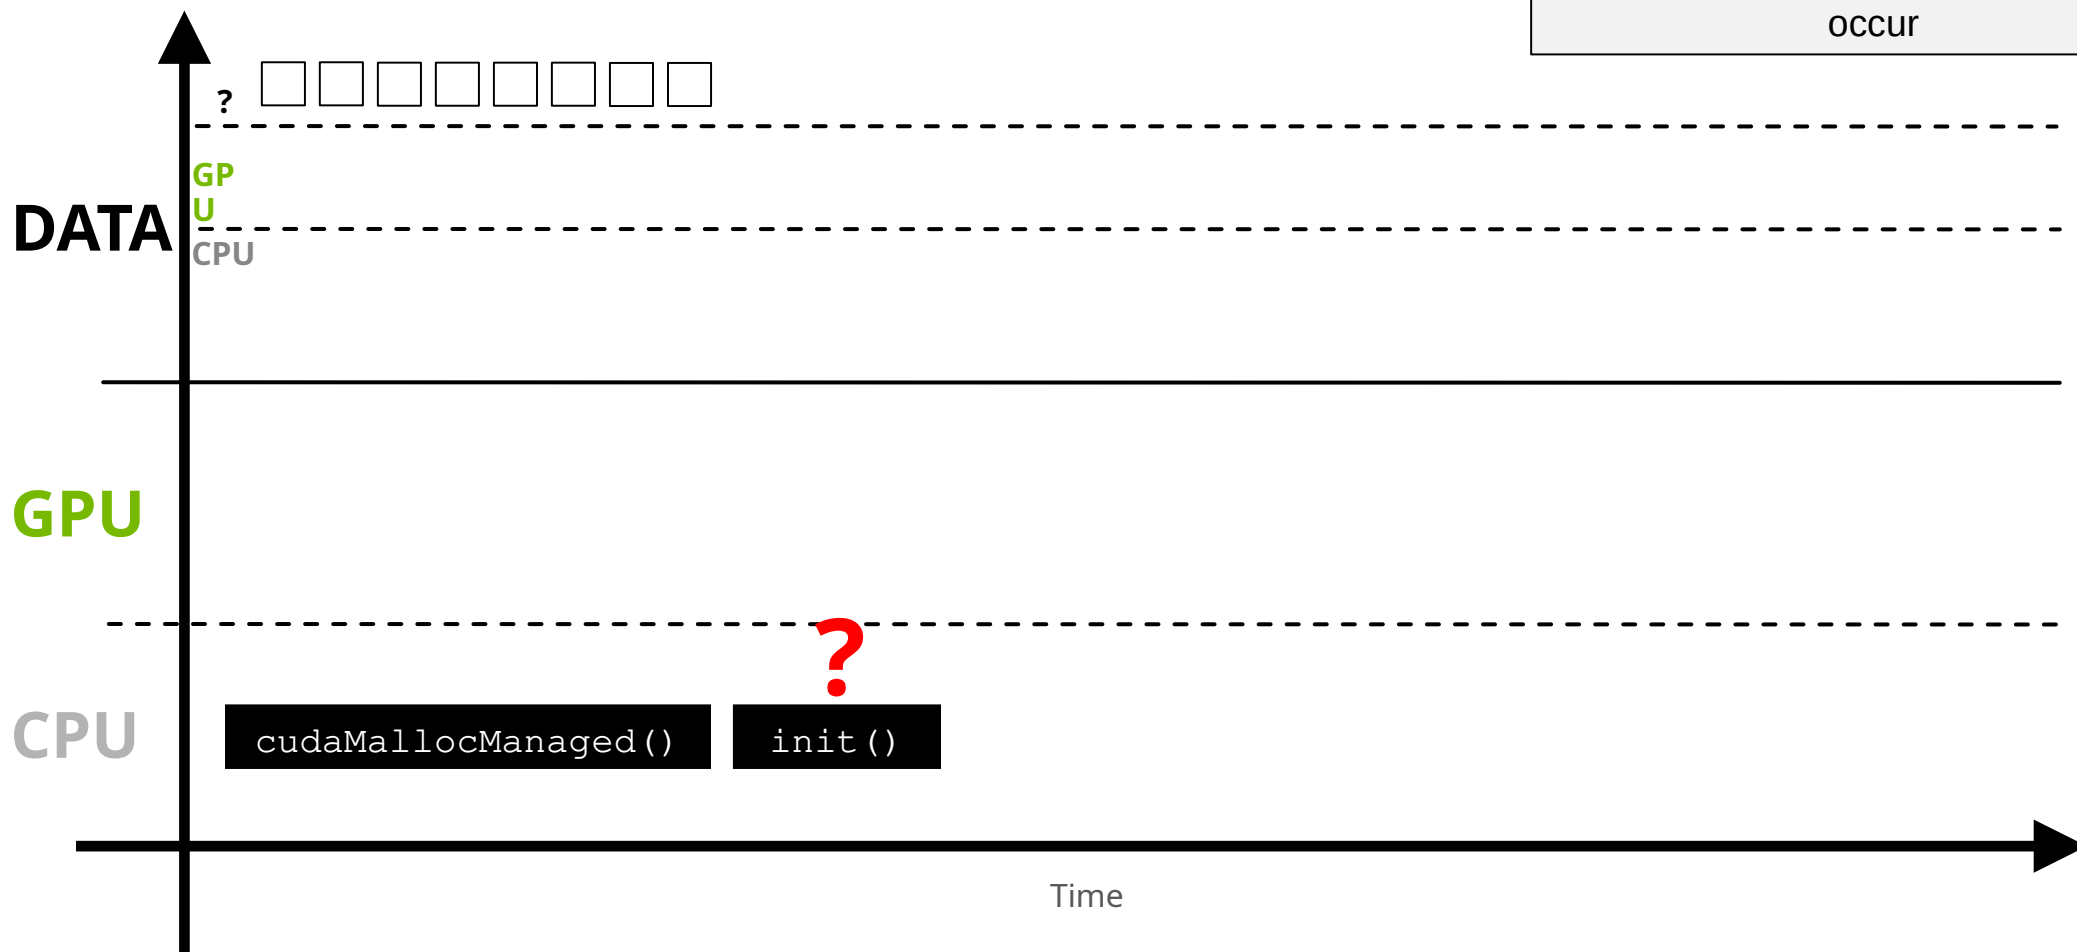 occur
?
GP
U
DATA
CPU
GPU
?
CPU
cudaMallocManaged()
init()
Time